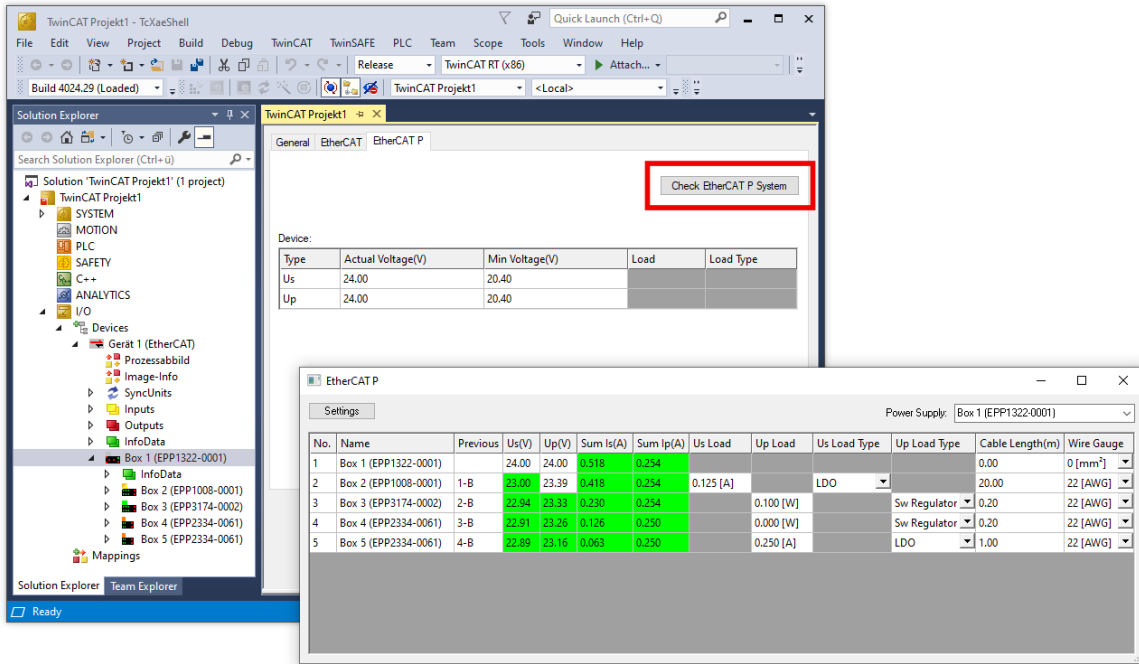 TwinCAT Projekt1 - TcXaeShell
Quick Launch (Ctrl+Q)
File Edit View Project Build Debug TwinCAT TwinSAFE PLC Team Scope Tools Window Help
Release TwinCAT RT (x86) Attach...
Build 4024.29 (Loaded) TwinCAT Projekt1 <Local>
Solution Explorer
Search Solution Explorer (Ctrl+ü)
Solution 'TwinCAT Projekt1' (1 project)
TwinCAT Projekt1
SYSTEM
MOTION
PLC
SAFETY
C++
ANALYTICS
I/O
Devices
Gerät 1 (EtherCAT)
Prozessabbild
Image-Info
SyncUnits
Inputs
Outputs
InfoData
Box 1 (EPP1322-0001)
InfoData
Box 2 (EPP1008-0001)
Box 3 (EPP3174-0002)
Box 4 (EPP2334-0061)
Box 5 (EPP2334-0061)
Mappings
Solution Explorer Team Explorer
Ready
TwinCAT Projekt1
General EtherCAT EtherCAT P
Check EtherCAT P System
Device:
Type Actual Voltage(V) Min Voltage(V) Load Load Type
Us 24.00 20.40
Up 24.00 20.40
EtherCAT P
Settings Power Supply: Box 1 (EPP1322-0001)
No. Name Previous Us(V) Up(V) Sum Is(A) Sum Ip(A) Us Load Up Load Us Load Type Up Load Type Cable Length(m) Wire Gauge
1 Box 1 (EPP1322-0001) 24.00 24.00 0.518 0.254 0.00 0 [mm²]
2 Box 2 (EPP1008-0001) 1-B 23.00 23.39 0.418 0.254 0.125 [A] LDO 20.00 22 [AWG]
3 Box 3 (EPP3174-0002) 2-B 22.94 23.33 0.230 0.254 0.100 [W] Sw Regulator 0.20 22 [AWG]
4 Box 4 (EPP2334-0061) 3-B 22.91 23.26 0.126 0.250 0.000 [W] Sw Regulator 0.20 22 [AWG]
5 Box 5 (EPP2334-0061) 4-B 22.89 23.16 0.063 0.250 0.250 [A] LDO 1.00 22 [AWG]